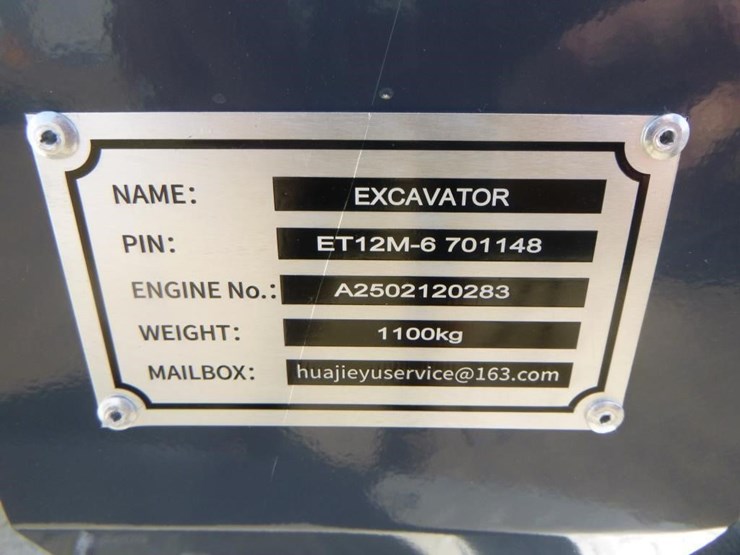 NAME: EXCAVATOR
PIN: ET12M-6 701148
ENGINE No.: A2502120283
WEIGHT: 1100kg
MAILBOX: huajieyuservice@163.com